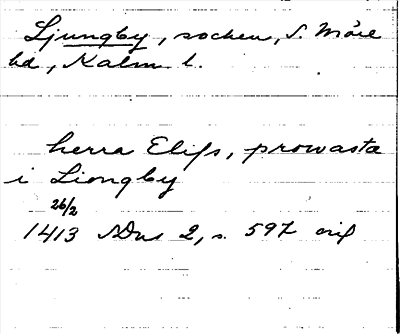 Ljungby, socken, S. Möre
hd, Kalm l.
herra Elifs, prowasta
i Liongby
26/2
1413 SDns 2, s. 597 orig